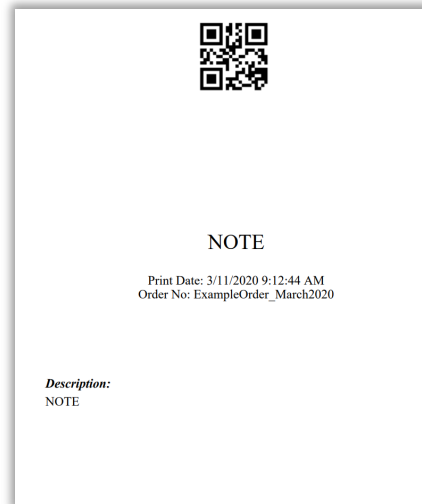 NOTE
Print Date: 3/11/2020 9:12:44 AM
Order No: ExampleOrder_March2020
Description:
NOTE